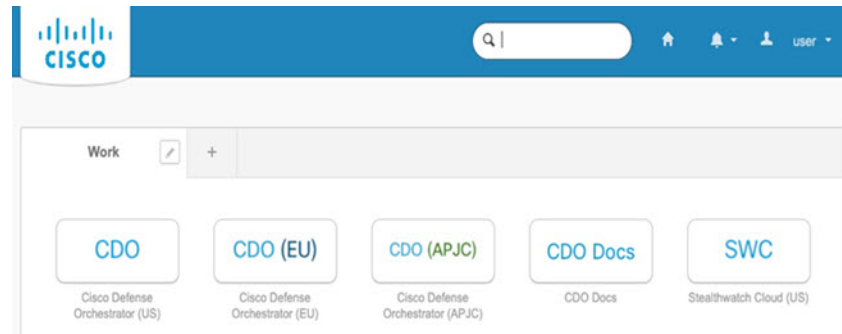 CISCO
user
Work
+
CDO
CDO (EU)
CDO (APJC)
CDO Docs
SWC
Cisco Defense
Orchestrator (US)
Cisco Defense
Orchestrator (EU)
Cisco Defense
Orchestrator (APJC)
CDO Docs
Stealthwatch Cloud (US)